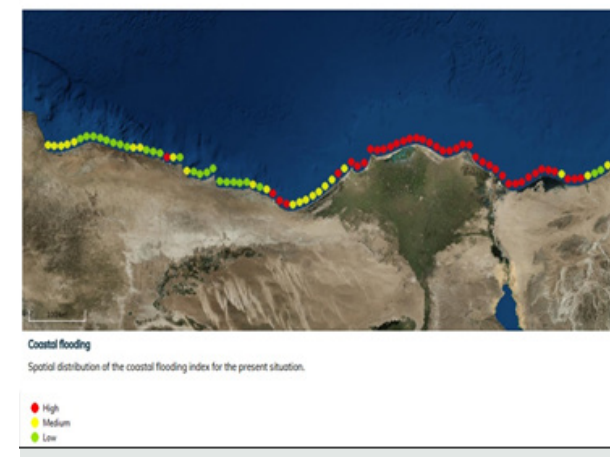 Coastal flooding
Spatial distribution of the coastal flooding index for the present situation.
High
Medium
Low